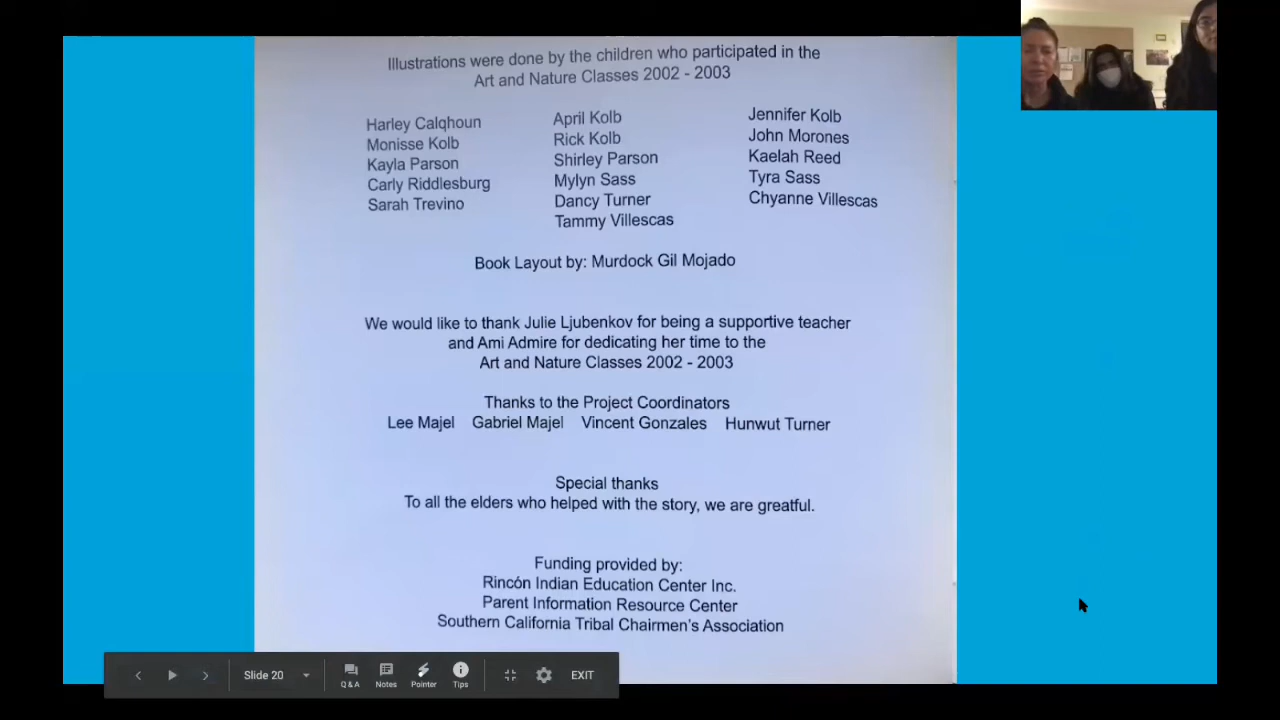 Illustrations were done by the children who participated in the
Art and Nature Classes 2002 - 2003
Harley Calqhoun
Monisse Kolb
Kayla Parson
Carly Riddlesburg
Sarah Trevino
April Kolb
Rick Kolb
Shirley Parson
Mylyn Sass
Dancy Turner
Tammy Villescas
Jennifer Kolb
John Morones
Kaelah Reed
Tyra Sass
Chyanne Villescas
Book Layout by: Murdock Gil Mojado
We would like to thank Julie Ljubenkov for being a supportive teacher
and Ami Admire for dedicating her time to the
Art and Nature Classes 2002 - 2003
Thanks to the Project Coordinators
Lee Majel Gabriel Majel Vincent Gonzales Hunwut Turner
Special thanks
To all the elders who helped with the story, we are greatful.
Funding provided by:
Rincón Indian Education Center Inc.
Parent Information Resource Center
Southern California Tribal Chairmen's Association
Slide 20
Q & A
Notes
Pointer
Tips
EXIT